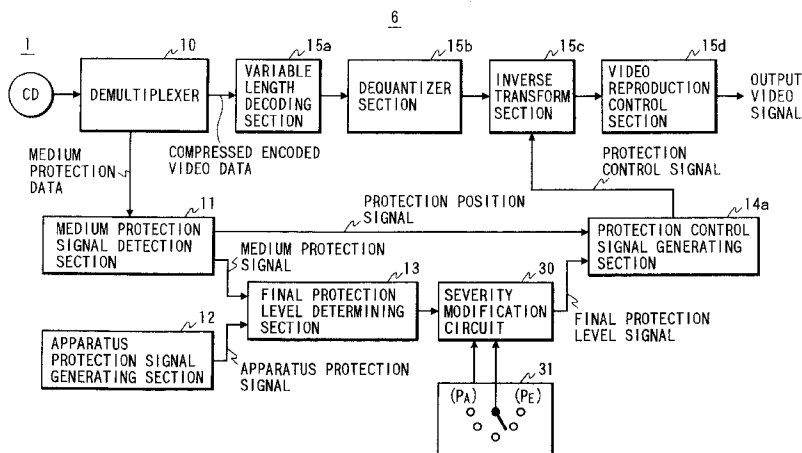 6
1
10
15a
15b
15c
15d
CD
DEMULTIPLEXER
VARIABLE
LENGTH
DECODING
SECTION
DEQUANTIZER
SECTION
INVERSE
TRANSFORM
SECTION
VIDEO
REPRODUCTION
CONTROL
SECTION
OUTPUT
VIDEO
SIGNAL
MEDIUM
PROTECTION
DATA
COMPRESSED ENCODED
VIDEO DATA
PROTECTION
CONTROL SIGNAL
11
PROTECTION POSITION
SIGNAL
14a
MEDIUM PROTECTION
SIGNAL DETECTION
SECTION
MEDIUM PROTECTION
SIGNAL
PROTECTION CONTROL
SIGNAL GENERATING
SECTION
13
30
12
FINAL PROTECTION
LEVEL DETERMINING
SECTION
SEVERITY
MODIFICATION
CIRCUIT
FINAL PROTECTION
LEVEL SIGNAL
APPARATUS
PROTECTION SIGNAL
GENERATING SECTION
APPARATUS PROTECTION
SIGNAL
31
(PA) (PE)